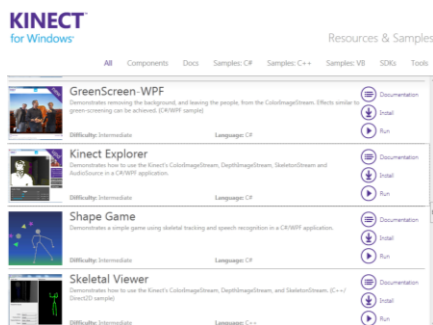 KINECT
for Windows
Resources & Samples
All Components Docs Samples: C# Samples: C++ Samples: VB SDKs Tools
GreenScreen-WPF
Demonstrates removing the background, and leaving the people, from the ColorImageStream. Effects similar to
green-screening can be achieved. (C#/WPF sample)
Difficulty: Intermediate Language: C#
Documentation
Install
Run
Kinect Explorer
Demonstrates how to use the Kinect's ColorImageStream, DepthImageStream, SkeletonStream and
AudioSource in a C#/WPF application.
Difficulty: Intermediate Language: C#
Documentation
Install
Run
Shape Game
Demonstrates a simple game using skeletal tracking and speech recognition in a C#/WPF application.
Difficulty: Intermediate Language: C#
Documentation
Install
Run
Skeletal Viewer
Demonstrates how to use the Kinect's ColorImageStream, DepthImageStream, and SkeletonStream. (C++/
Direct2D sample)
Difficulty: Intermediate Language: C++
Documentation
Install
Run